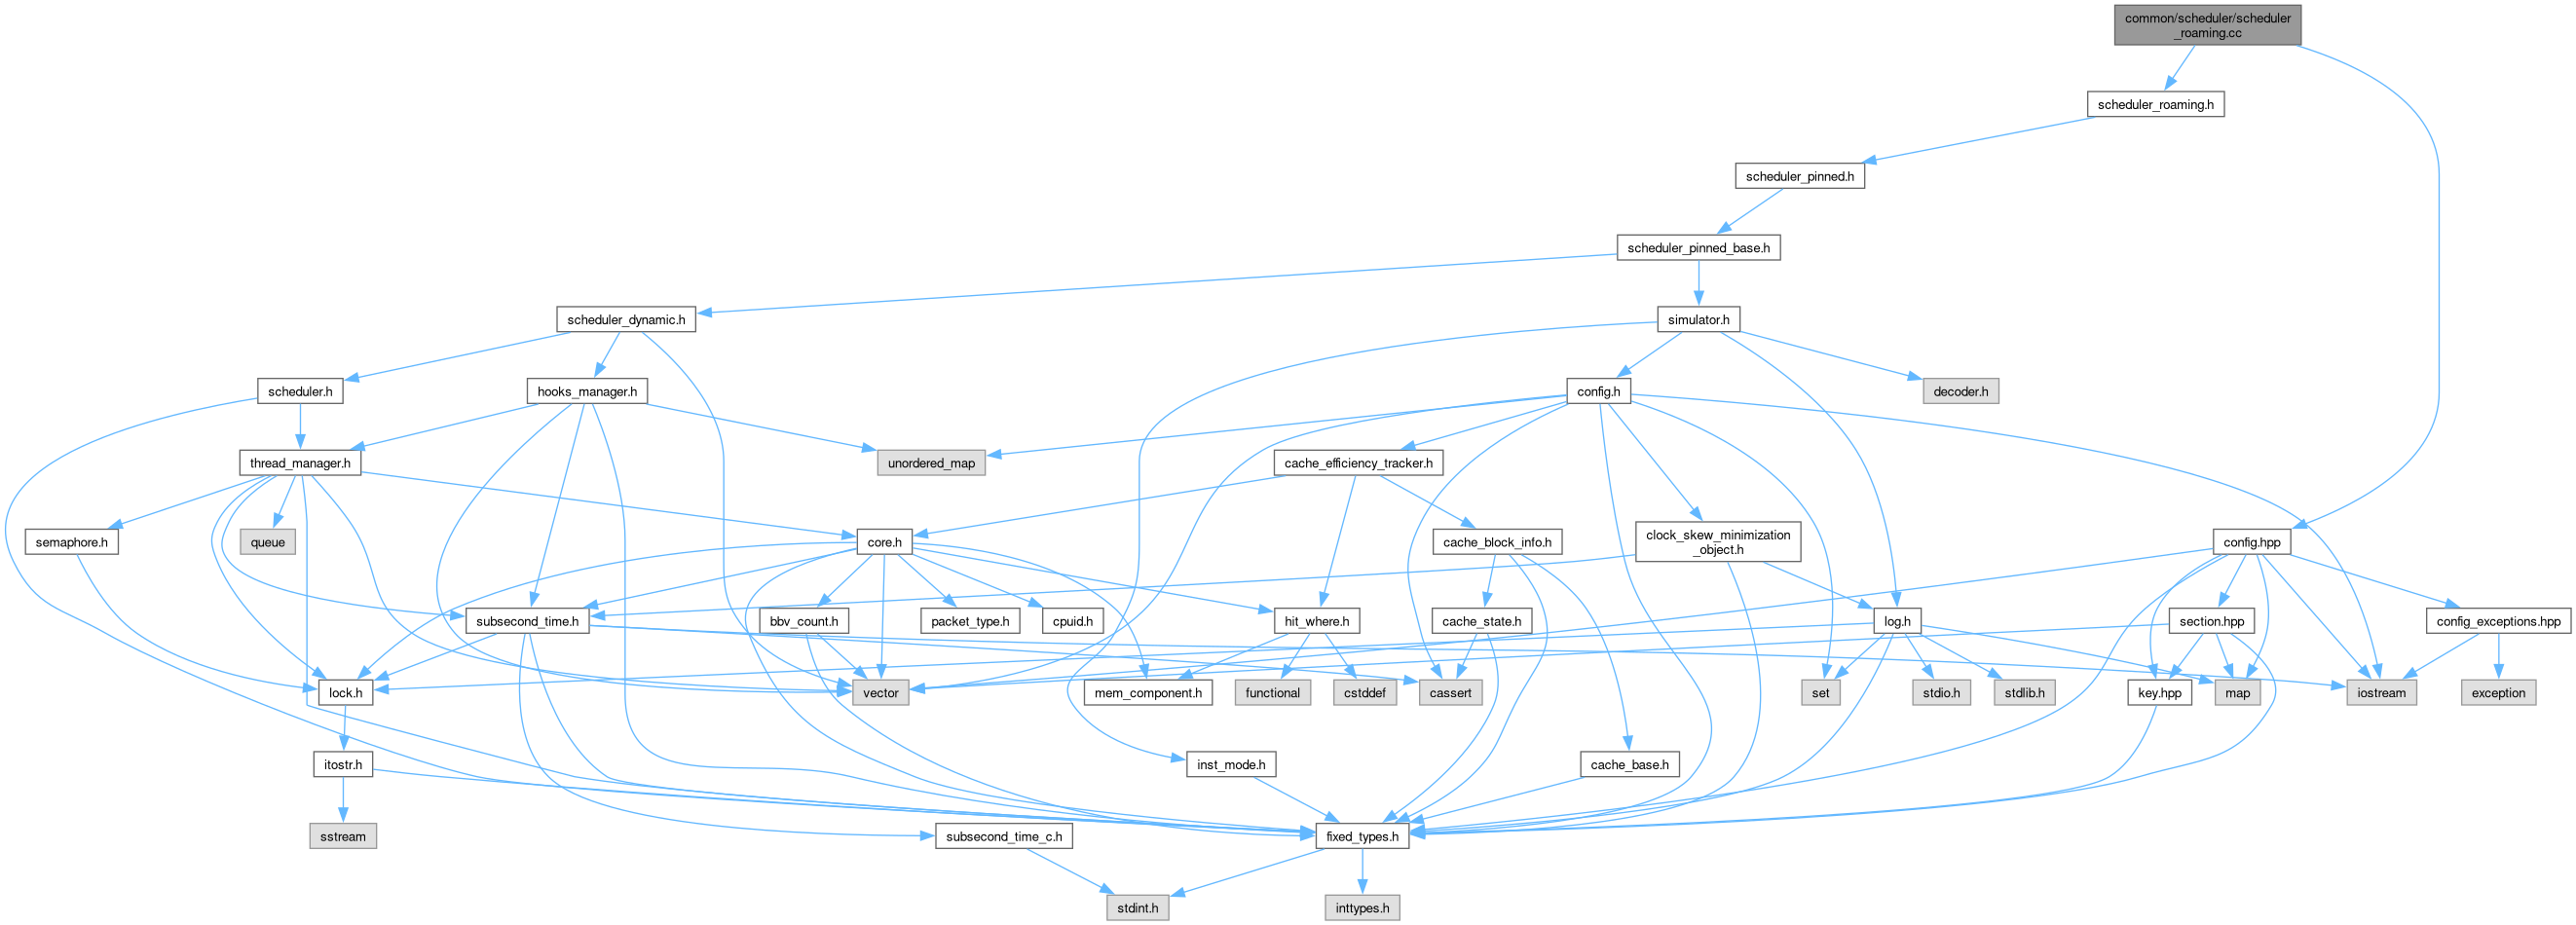 common/scheduler/scheduler
_roaming.cc
scheduler_roaming.h
scheduler_pinned.h
scheduler_pinned_base.h
scheduler_dynamic.h
simulator.h
scheduler.h
hooks_manager.h
config.h
decoder.h
thread_manager.h
unordered_map
cache_efficiency_tracker.h
semaphore.h
queue
core.h
cache_block_info.h
clock_skew_minimization
_object.h
config.hpp
subsecond_time.h
bbv_count.h
packet_type.h
cpuid.h
hit_where.h
cache_state.h
log.h
section.hpp
config_exceptions.hpp
lock.h
vector
mem_component.h
functional
cstddef
cassert
set
stdio.h
stdlib.h
key.hpp
map
iostream
exception
itostr.h
inst_mode.h
cache_base.h
sstream
subsecond_time_c.h
fixed_types.h
stdint.h
inttypes.h